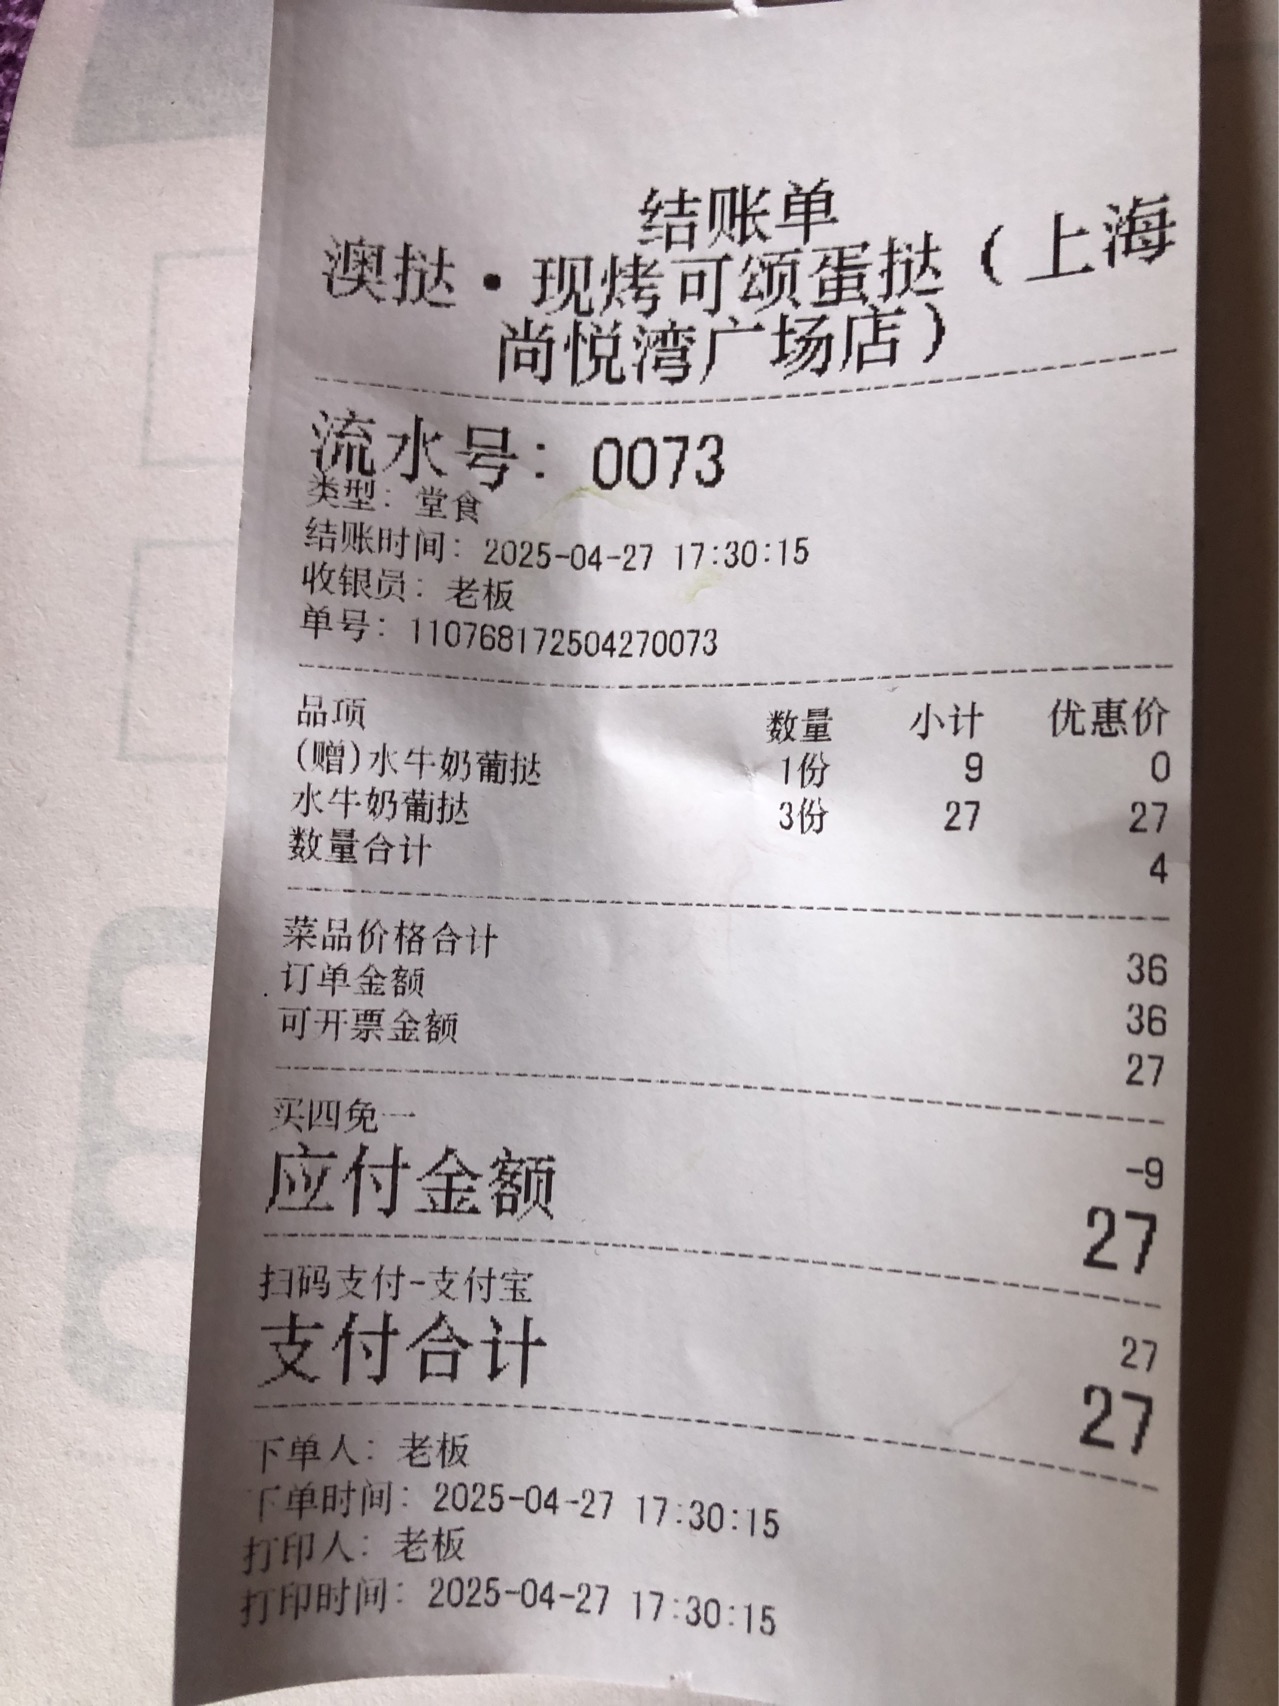 结账单
澳挞·现烤可颂蛋挞（上海
尚悦湾广场店）
流水号：0073
类型：堂食
结账时间：2025-04-27 17:30:15
收银员：老板
单号：110768172504270073
品项 数量 小计 优惠价
(赠)水牛奶葡挞 1份 9 0
水牛奶葡挞 3份 27 27
数量合计 4
菜品价格合计 36
订单金额 36
可开票金额 27
买四免一 -9
应付金额 27
扫码支付-支付宝 27
支付合计 27
下单人：老板
下单时间：2025-04-27 17:30:15
打印人：老板
打印时间：2025-04-27 17:30:15